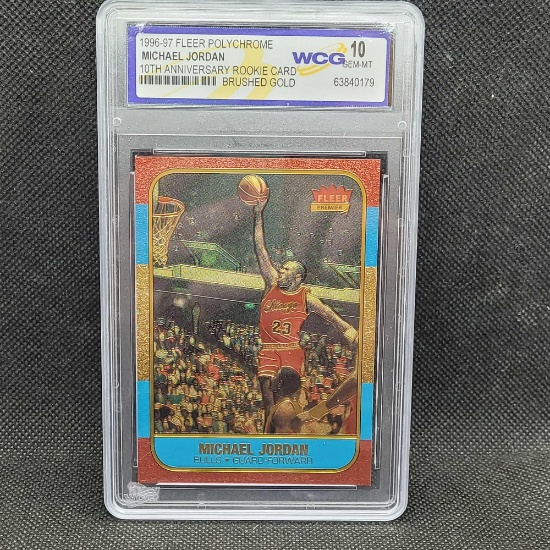 1996-97 FLEER POLYCHROME
MICHAEL JORDAN
10TH ANNIVERSARY ROOKIE CARD
BRUSHED GOLD
WCG 10
GEM-MT
63840179
FLEER
PREMIER
Chicago
23
MICHAEL JORDAN
BULLS • GUARD-FORWARD